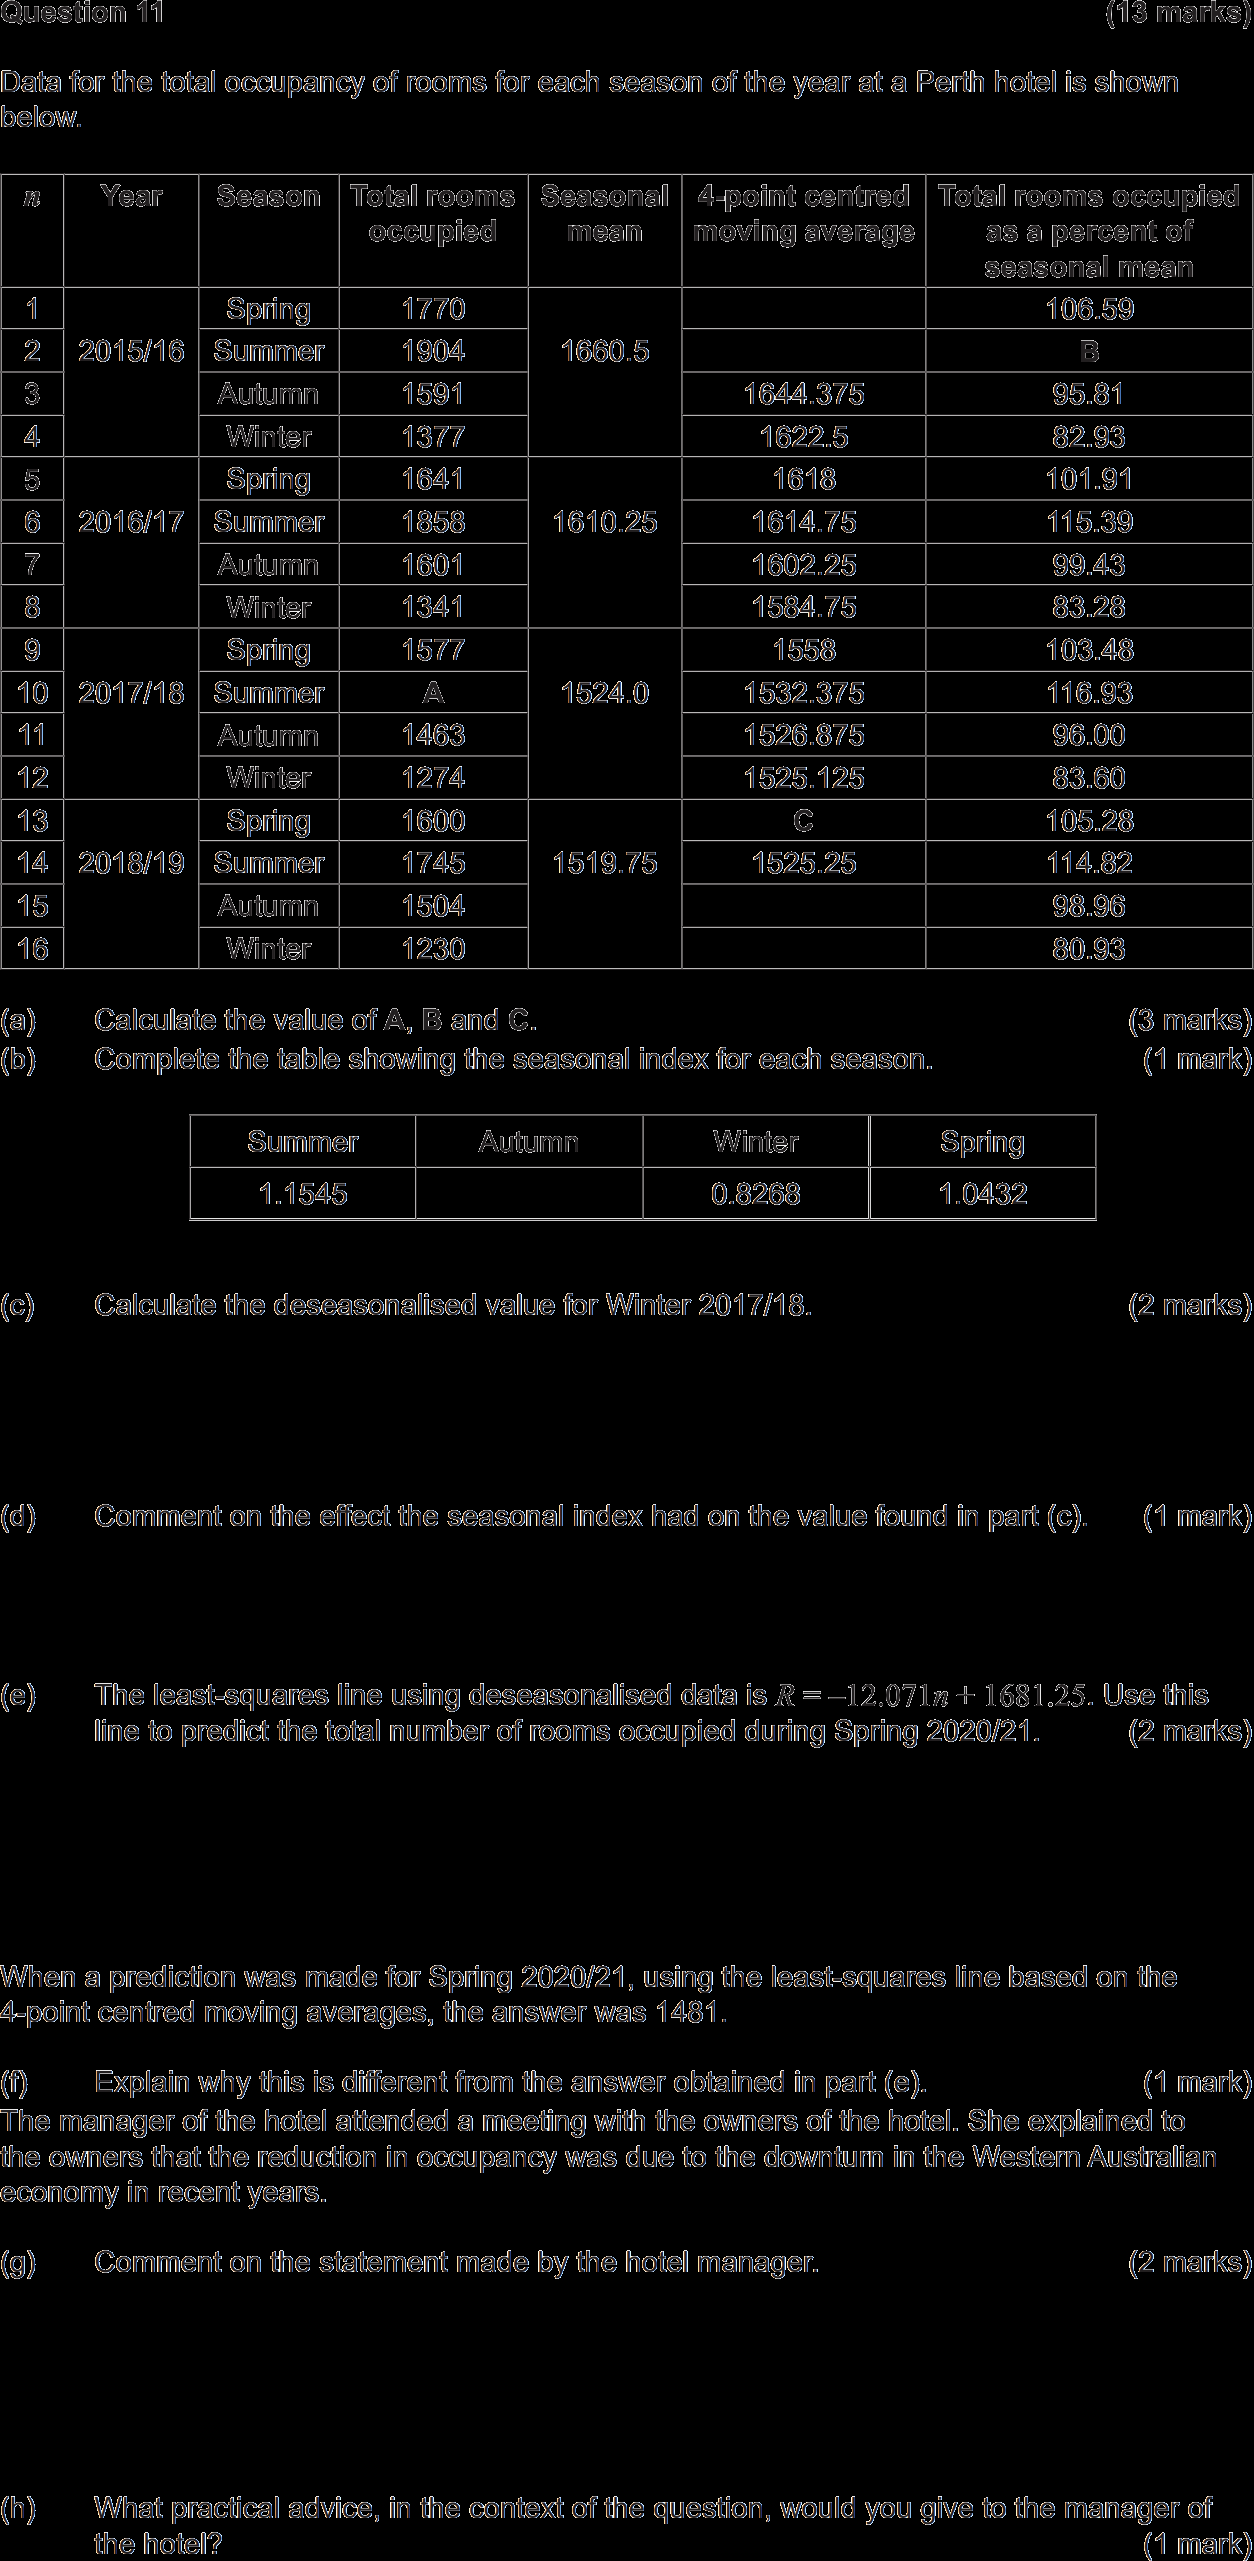 Question 11 (13 marks)
Data for the total occupancy of rooms for each season of the year at a Perth hotel is shown
below.
n Year Season Total rooms occupied Seasonal mean 4-point centred moving average Total rooms occupied as a percent of seasonal mean
1 Spring 1770 106.59
2 2015/16 Summer 1904 1660.5 B
3 Autumn 1591 1644.375 95.81
4 Winter 1377 1622.5 82.93
5 Spring 1641 1618 101.91
6 2016/17 Summer 1858 1610.25 1614.75 115.39
7 Autumn 1601 1602.25 99.43
8 Winter 1341 1584.75 83.28
9 Spring 1577 1558 103.48
10 2017/18 Summer A 1524.0 1532.375 116.93
11 Autumn 1463 1526.875 96.00
12 Winter 1274 1525.125 83.60
13 Spring 1600 C 105.28
14 2018/19 Summer 1745 1519.75 1525.25 114.82
15 Autumn 1504 98.96
16 Winter 1230 80.93
(a) Calculate the value of A, B and C. (3 marks)
(b) Complete the table showing the seasonal index for each season. (1 mark)
Summer Autumn Winter Spring
1.1545 0.8268 1.0432
(c) Calculate the deseasonalised value for Winter 2017/18. (2 marks)
(d) Comment on the effect the seasonal index had on the value found in part (c). (1 mark)
(e) The least-squares line using deseasonalised data is R = –12.071n + 1681.25. Use this
line to predict the total number of rooms occupied during Spring 2020/21. (2 marks)
When a prediction was made for Spring 2020/21, using the least-squares line based on the
4-point centred moving averages, the answer was 1481.
(f) Explain why this is different from the answer obtained in part (e). (1 mark)
The manager of the hotel attended a meeting with the owners of the hotel. She explained to
the owners that the reduction in occupancy was due to the downturn in the Western Australian
economy in recent years.
(g) Comment on the statement made by the hotel manager. (2 marks)
(h) What practical advice, in the context of the question, would you give to the manager of
the hotel? (1 mark)